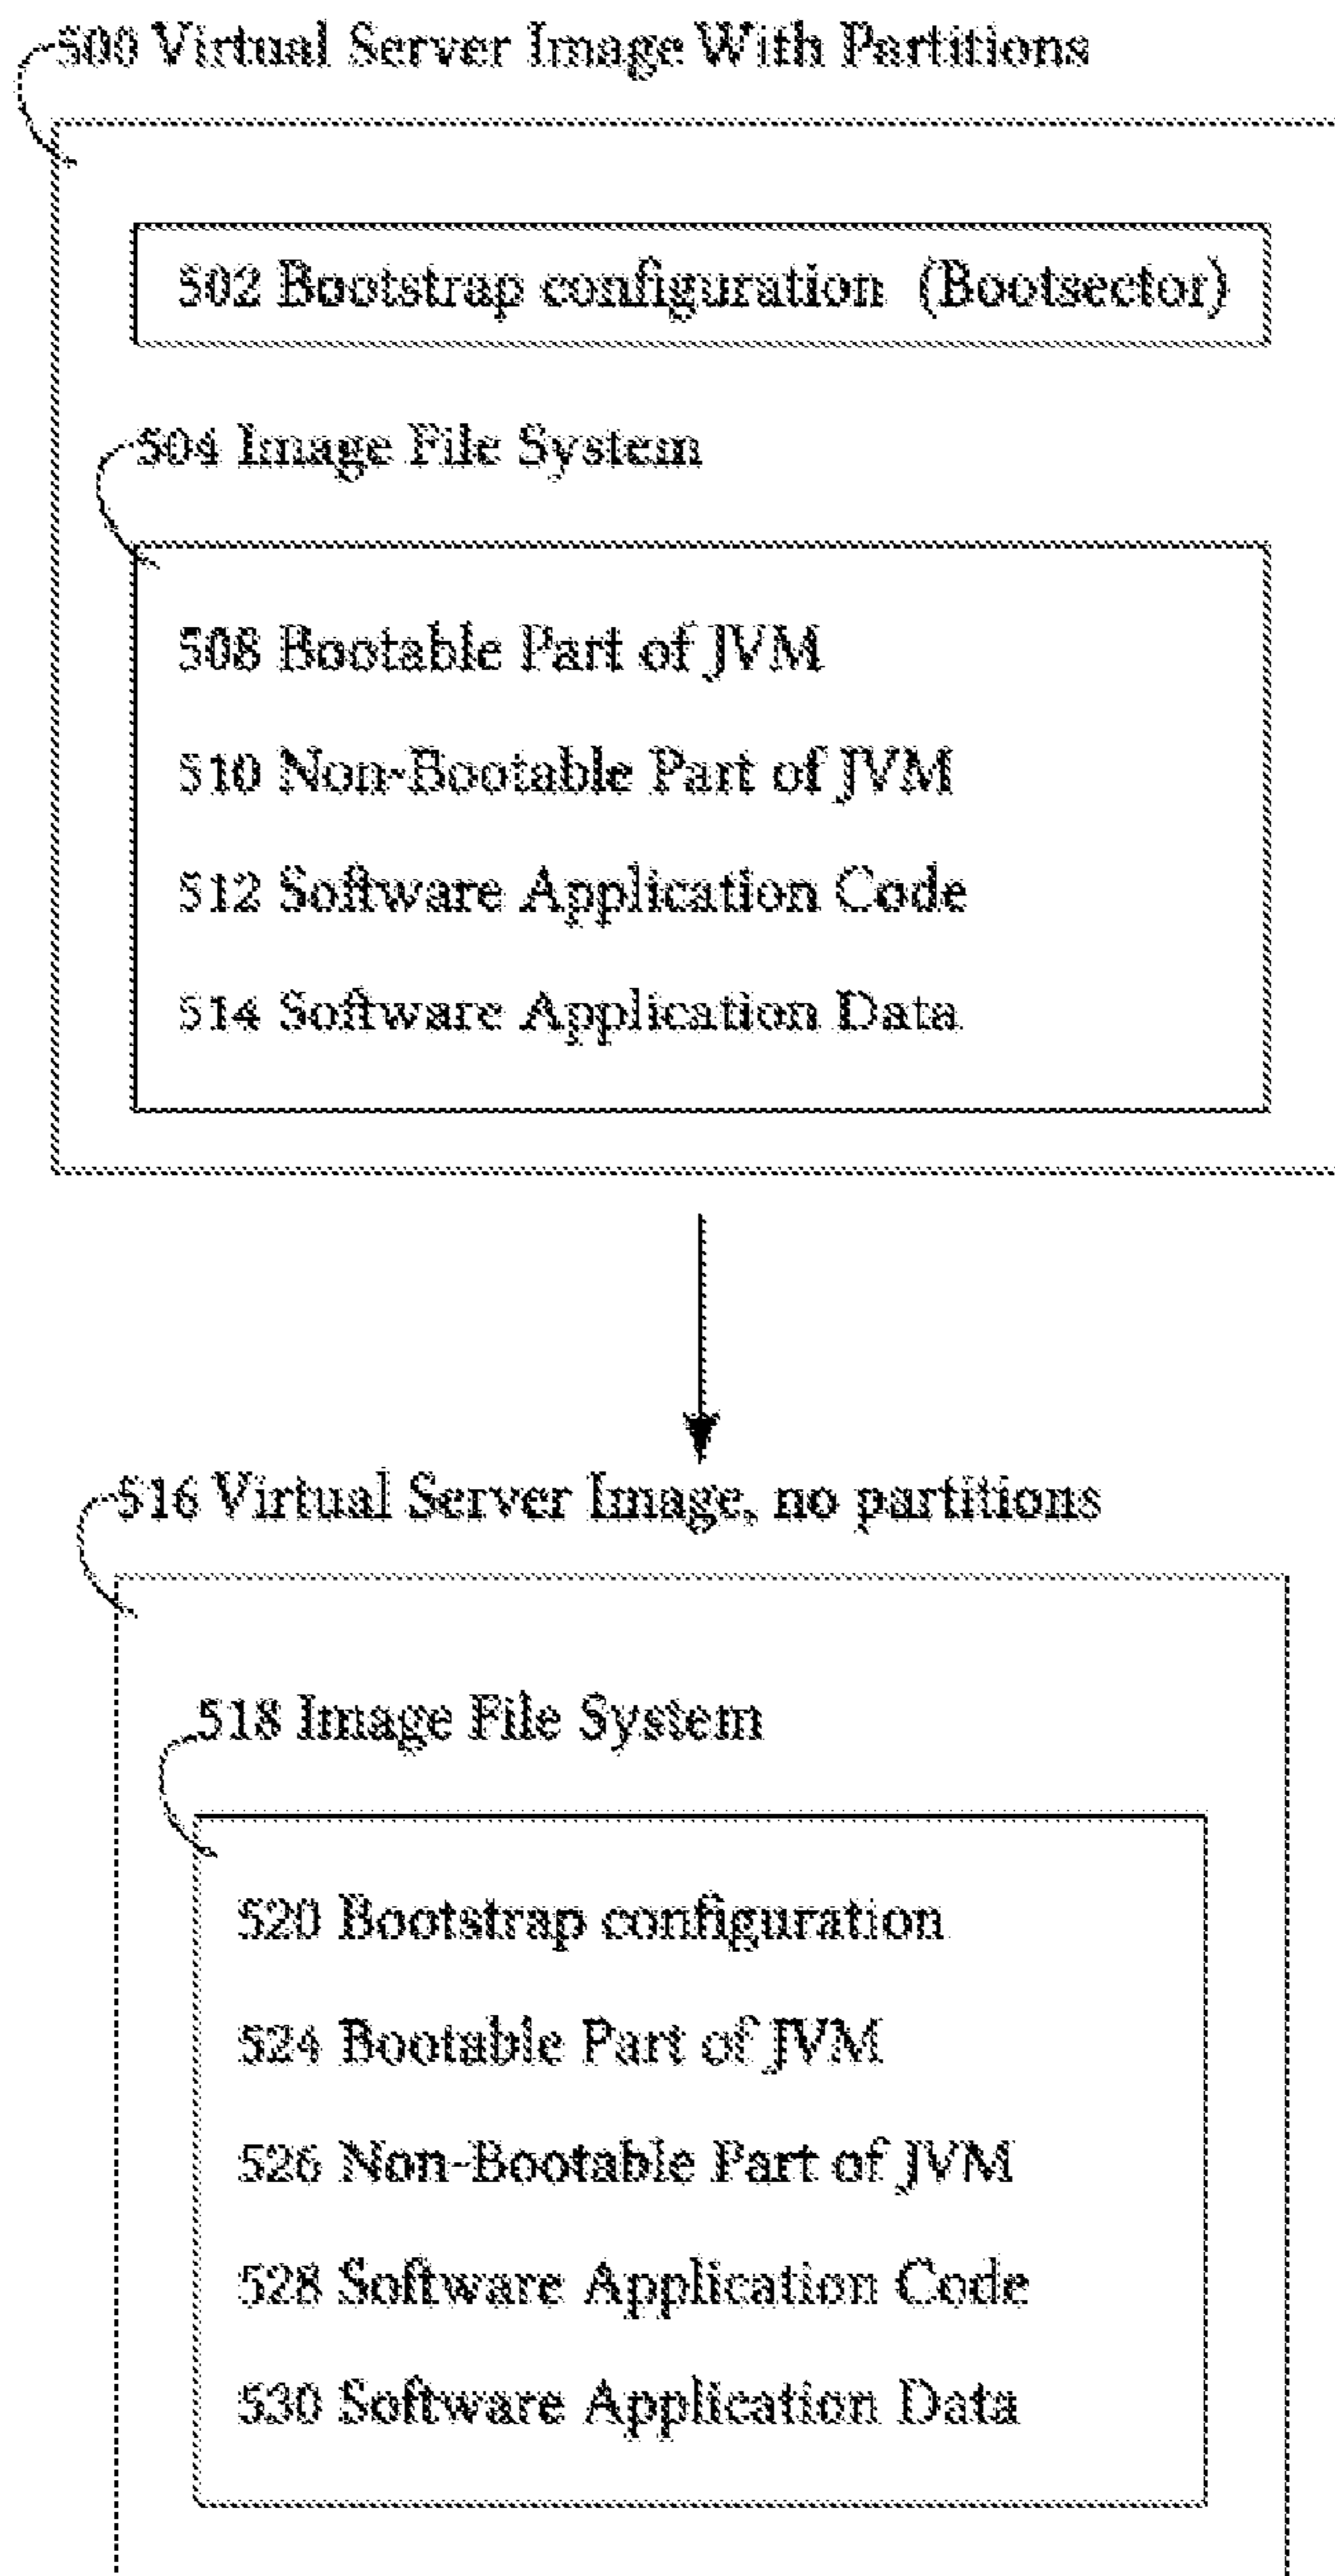 500 Virtual Server Image With Partitions
502 Bootstrap configuration (Bootsector)
504 Image File System
508 Bootable Part of JVM
510 Non-Bootable Part of JVM
512 Software Application Code
514 Software Application Data
516 Virtual Server Image, no partitions
518 Image File System
520 Bootstrap configuration
524 Bootable Part of JVM
526 Non-Bootable Part of JVM
528 Software Application Code
530 Software Application Data